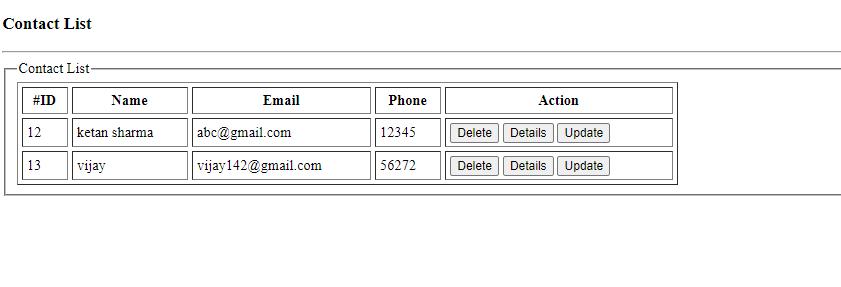 Contact List
Contact List
#ID Name Email Phone Action
12 ketan sharma abc@gmail.com 12345 Delete Details Update
13 vijay vijay142@gmail.com 56272 Delete Details Update